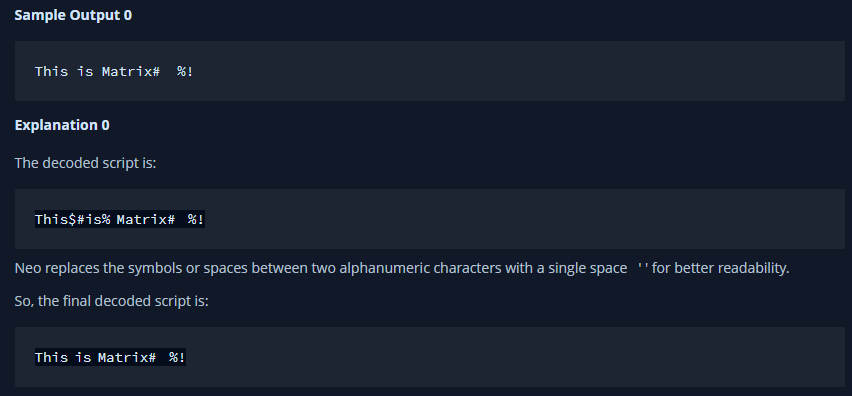 Sample Output 0
This is Matrix#  %!
Explanation 0
The decoded script is:
This$#is% Matrix#  %!
Neo replaces the symbols or spaces between two alphanumeric characters with a single space ' ' for better readability.
So, the final decoded script is:
This is Matrix#  %!